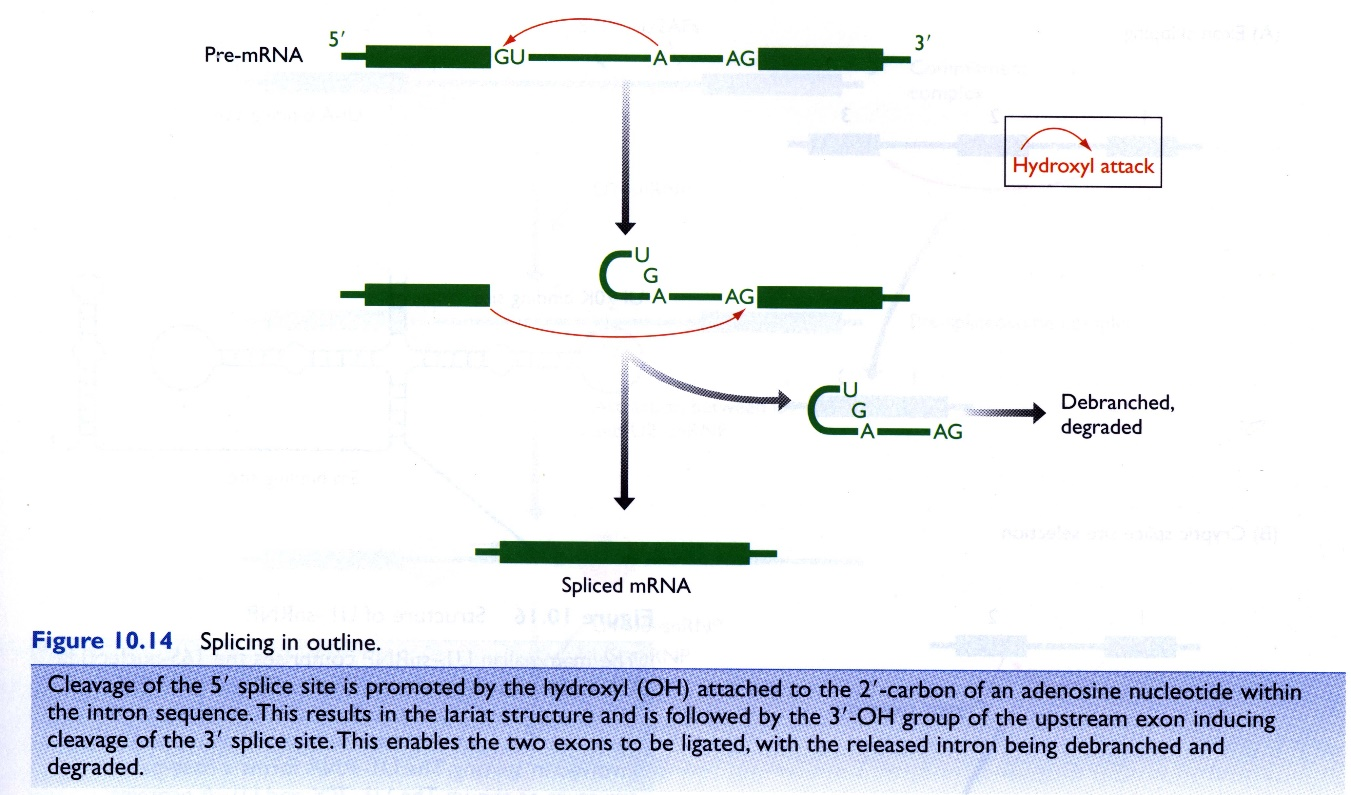 5′
3′
Pre-mRNA
GU
A
AG
Hydroxyl attack
U
G
A
AG
U
G
A
AG
Debranched,
degraded
Spliced mRNA
Figure 10.14 Splicing in outline.
Cleavage of the 5′ splice site is promoted by the hydroxyl (OH) attached to the 2′-carbon of an adenosine nucleotide within
the intron sequence. This results in the lariat structure and is followed by the 3′-OH group of the upstream exon inducing
cleavage of the 3′ splice site. This enables the two exons to be ligated, with the released intron being debranched and
degraded.